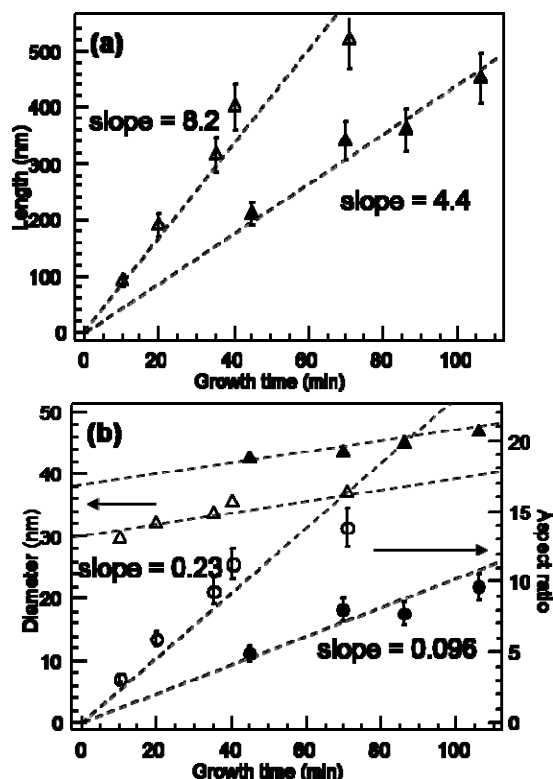 (a)
500
400
300
200
100
0
Length (nm)
slope = 8.2
slope = 4.4
0 20 40 60 80 100
Growth time (min)
(b)
50
40
30
20
10
0
Diameter (nm)
20
15
10
5
0
Aspect ratio
slope = 0.23
slope = 0.096
0 20 40 60 80 100
Growth time (min)